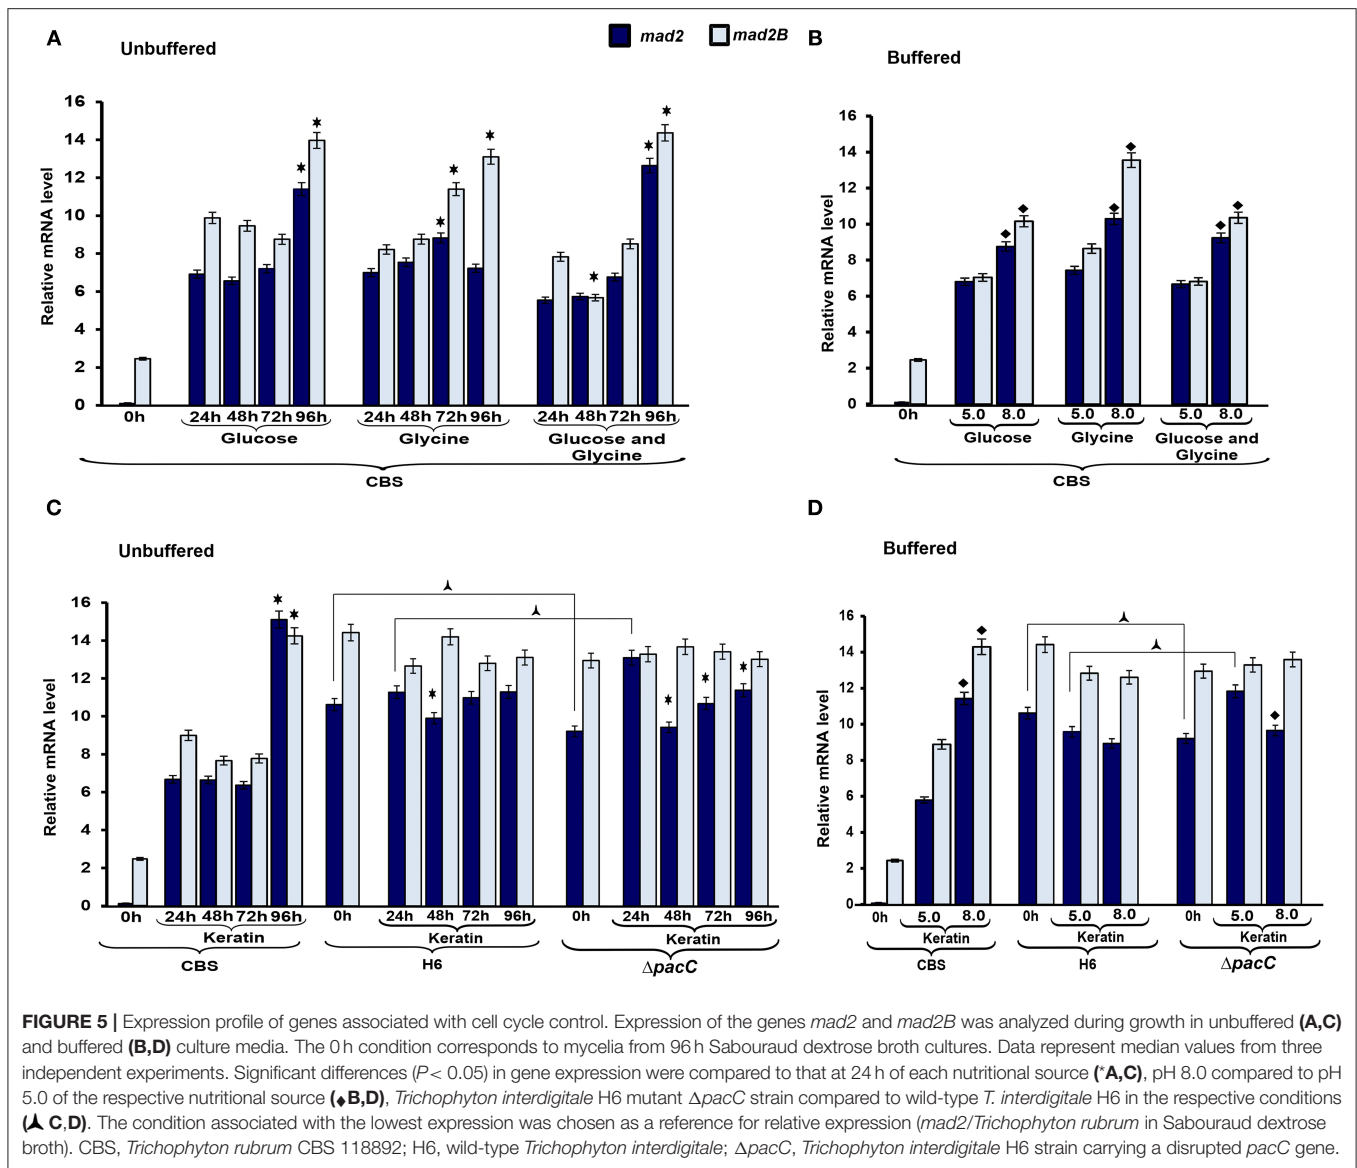 A
Unbuffered
mad2 mad2B
Relative mRNA level
16
14
12
10
8
6
4
2
0
0h 24h 48h 72h 96h 24h 48h 72h 96h 24h 48h 72h 96h
Glucose Glycine Glucose and
Glycine
CBS
B
Buffered
Relative mRNA level
16
14
12
10
8
6
4
2
0
0h 5.0 8.0 5.0 8.0 5.0 8.0
Glucose Glycine Glucose and
Glycine
CBS
C
Unbuffered
Relative mRNA level
16
14
12
10
8
6
4
2
0
0h 24h 48h 72h 96h 0h 24h 48h 72h 96h 0h 24h 48h 72h 96h
Keratin Keratin Keratin
CBS H6 ΔpacC
D
Buffered
Relative mRNA level
16
14
12
10
8
6
4
2
0
0h 5.0 8.0 0h 5.0 8.0 0h 5.0 8.0
Keratin Keratin Keratin
CBS H6 ΔpacC
FIGURE 5 | Expression profile of genes associated with cell cycle control. Expression of the genes mad2 and mad2B was analyzed during growth in unbuffered (A,C)
and buffered (B,D) culture media. The 0 h condition corresponds to mycelia from 96 h Sabouraud dextrose broth cultures. Data represent median values from three
independent experiments. Significant differences (P< 0.05) in gene expression were compared to that at 24 h of each nutritional source (*A,C), pH 8.0 compared to pH
5.0 of the respective nutritional source (♦B,D), Trichophyton interdigitale H6 mutant ΔpacC strain compared to wild-type T. interdigitale H6 in the respective conditions
(⅄ C,D). The condition associated with the lowest expression was chosen as a reference for relative expression (mad2/Trichophyton rubrum in Sabouraud dextrose
broth). CBS, Trichophyton rubrum CBS 118892; H6, wild-type Trichophyton interdigitale; ΔpacC, Trichophyton interdigitale H6 strain carrying a disrupted pacC gene.